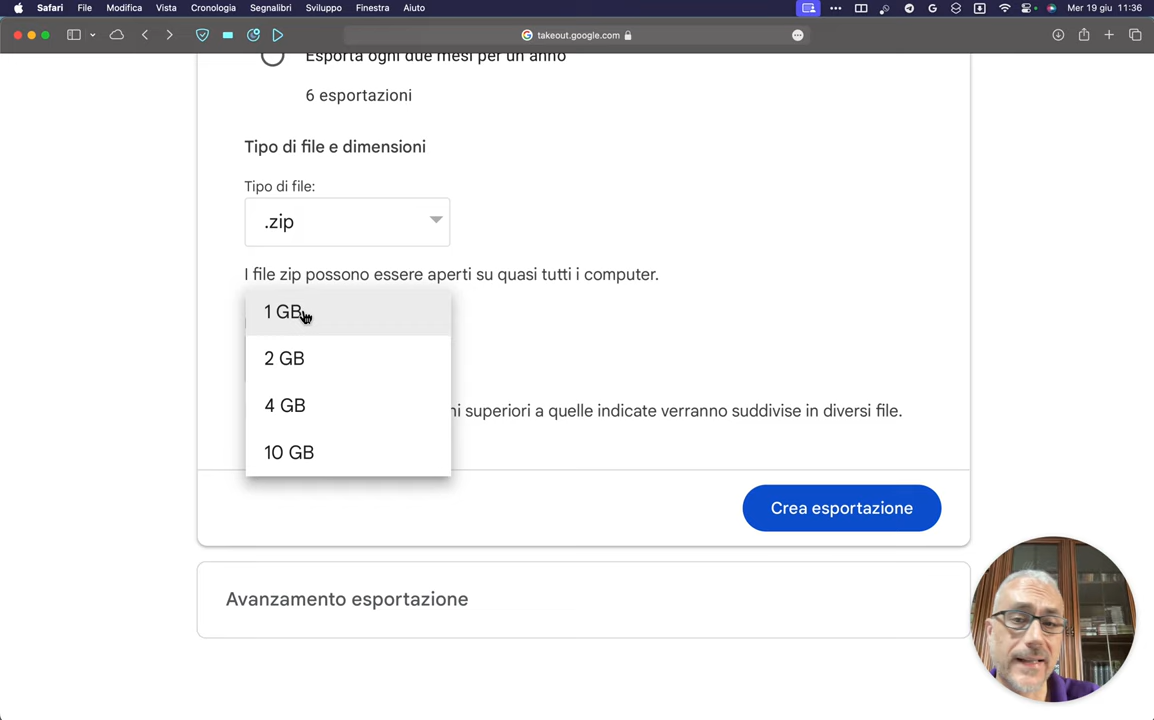 Safari File Modifica Vista Cronologia Segnalibri Sviluppo Finestra Aiuto Mer 19 giu 11:36
takeout.google.com
Esporta ogni due mesi per un anno
6 esportazioni
Tipo di file e dimensioni
Tipo di file:
.zip
I file zip possono essere aperti su quasi tutti i computer.
1 GB
2 GB
4 GB
ni superiori a quelle indicate verranno suddivise in diversi file.
10 GB
Crea esportazione
Avanzamento esportazione